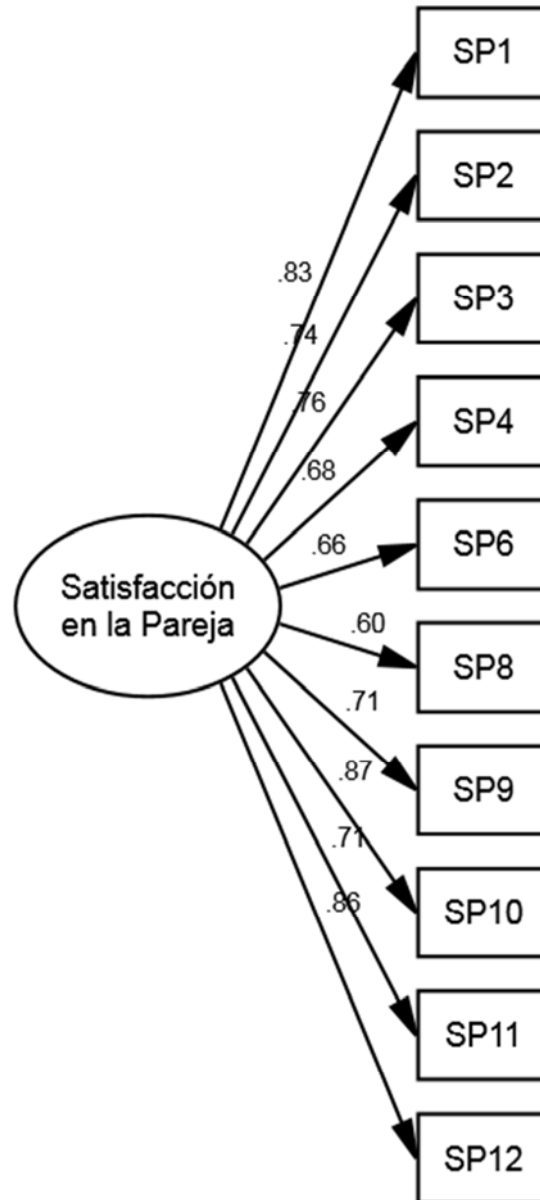 SP1
SP2
.83
SP3
.74
.76
SP4
.68
.66
SP6
Satisfacción
en la Pareja
.60
SP8
.71
.87
SP9
.71
.86
SP10
SP11
SP12